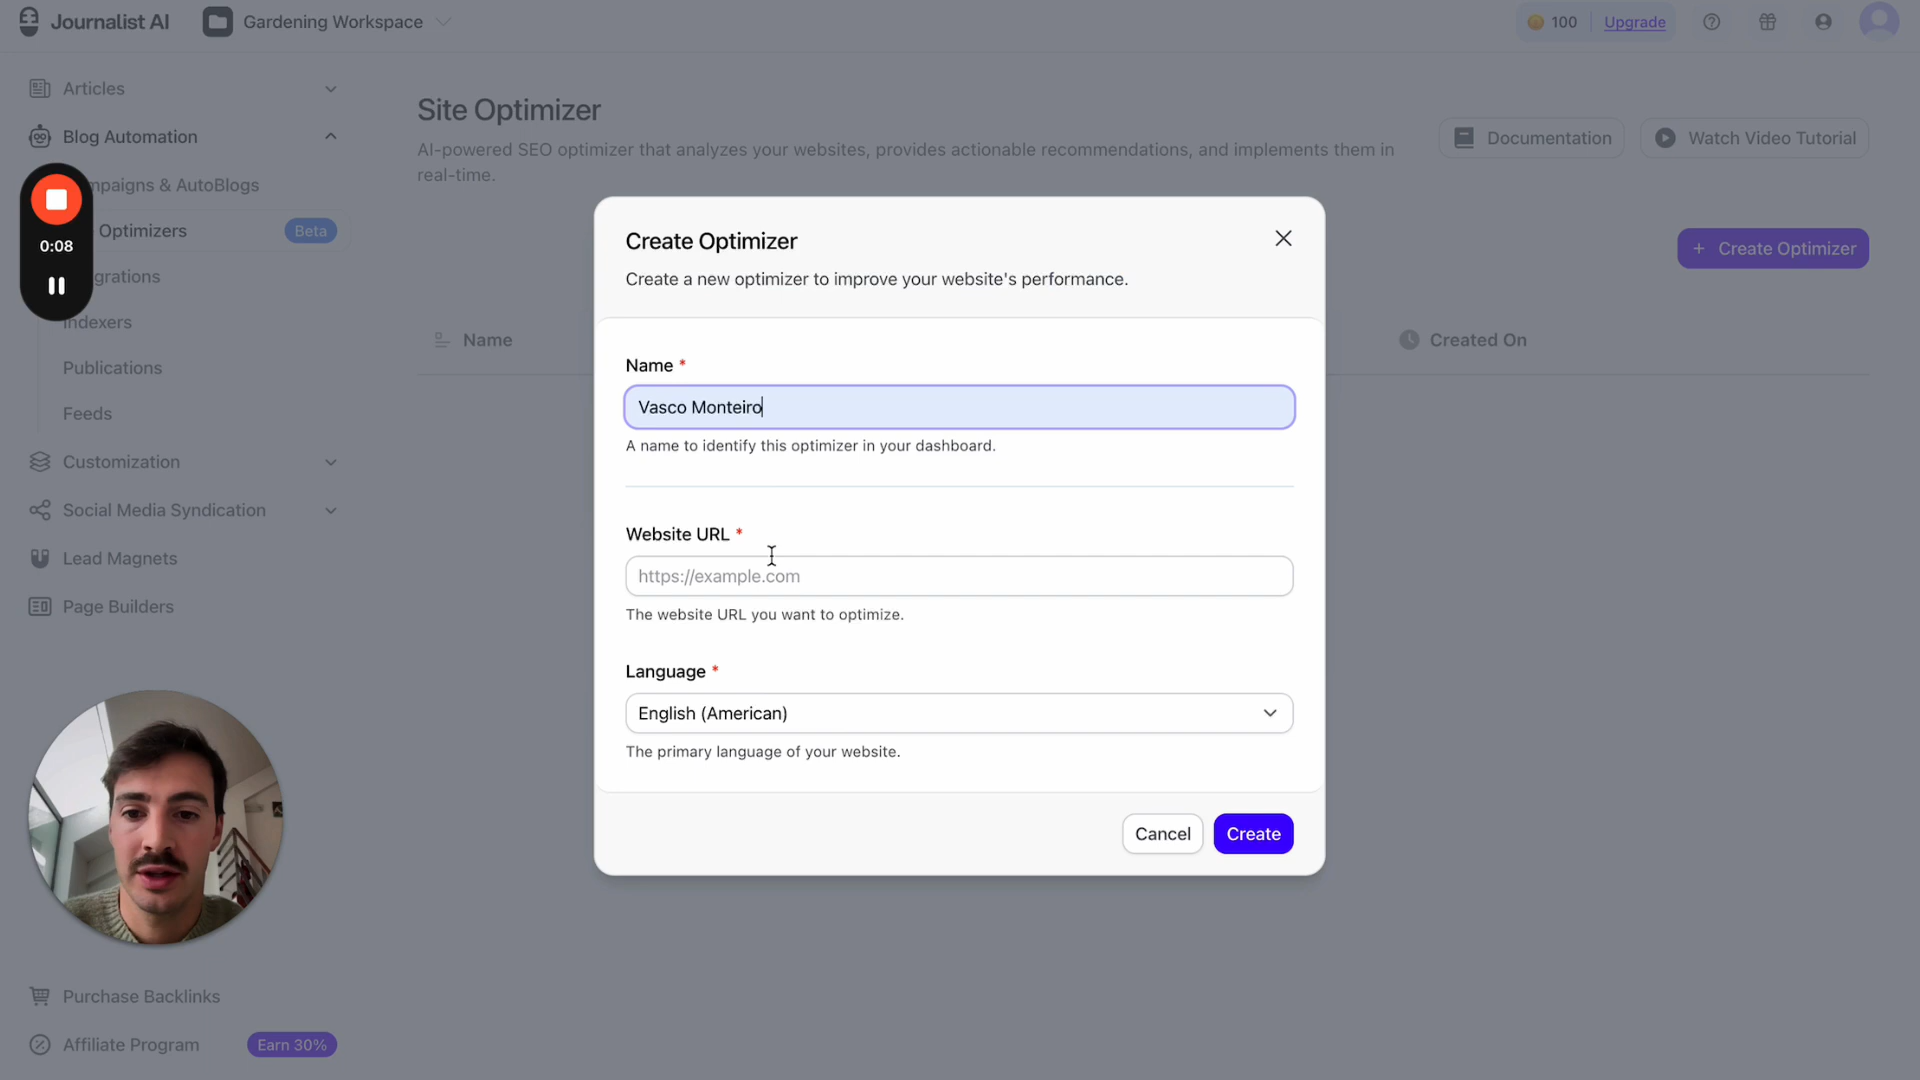 Journalist AI
Gardening Workspace
100
Upgrade
Articles
Blog Automation
mpaigns & AutoBlogs
Optimizers
Beta
grations
Indexers
Publications
Feeds
Customization
Social Media Syndication
Lead Magnets
Page Builders
0:08
Purchase Backlinks
Affiliate Program
Earn 30%
Site Optimizer
AI-powered SEO optimizer that analyzes your websites, provides actionable recommendations, and implements them in
real-time.
Documentation
Watch Video Tutorial
+ Create Optimizer
Name
Created On
Create Optimizer
Create a new optimizer to improve your website's performance.
Name *
Vasco Monteiro
A name to identify this optimizer in your dashboard.
Website URL *
https://example.com
The website URL you want to optimize.
Language *
English (American)
The primary language of your website.
Cancel
Create